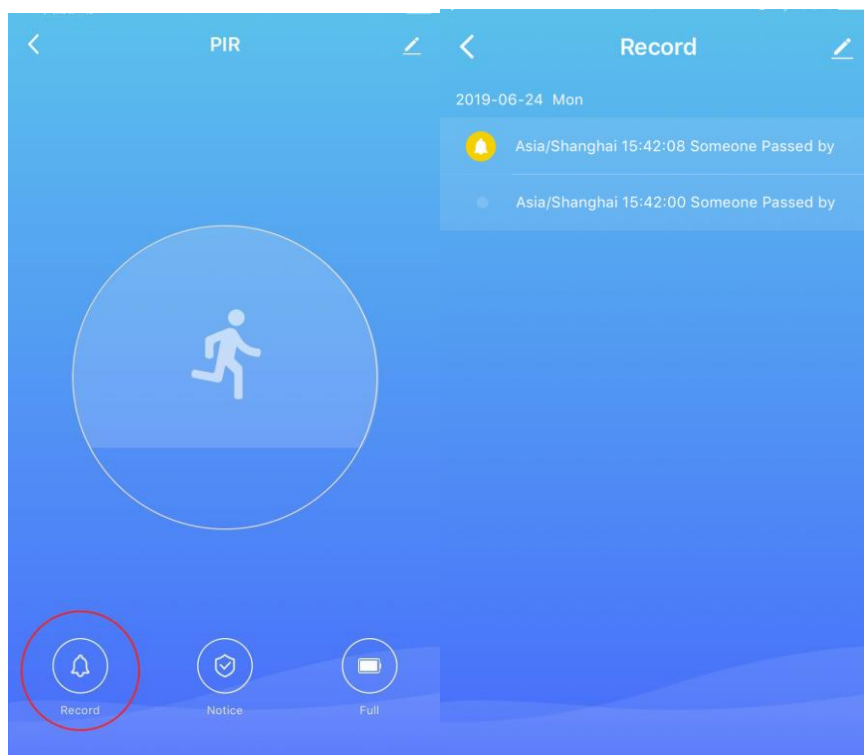 PIR
Record
Notice
Full
Record
2019-06-24 Mon
Asia/Shanghai 15:42:08 Someone Passed by
Asia/Shanghai 15:42:00 Someone Passed by